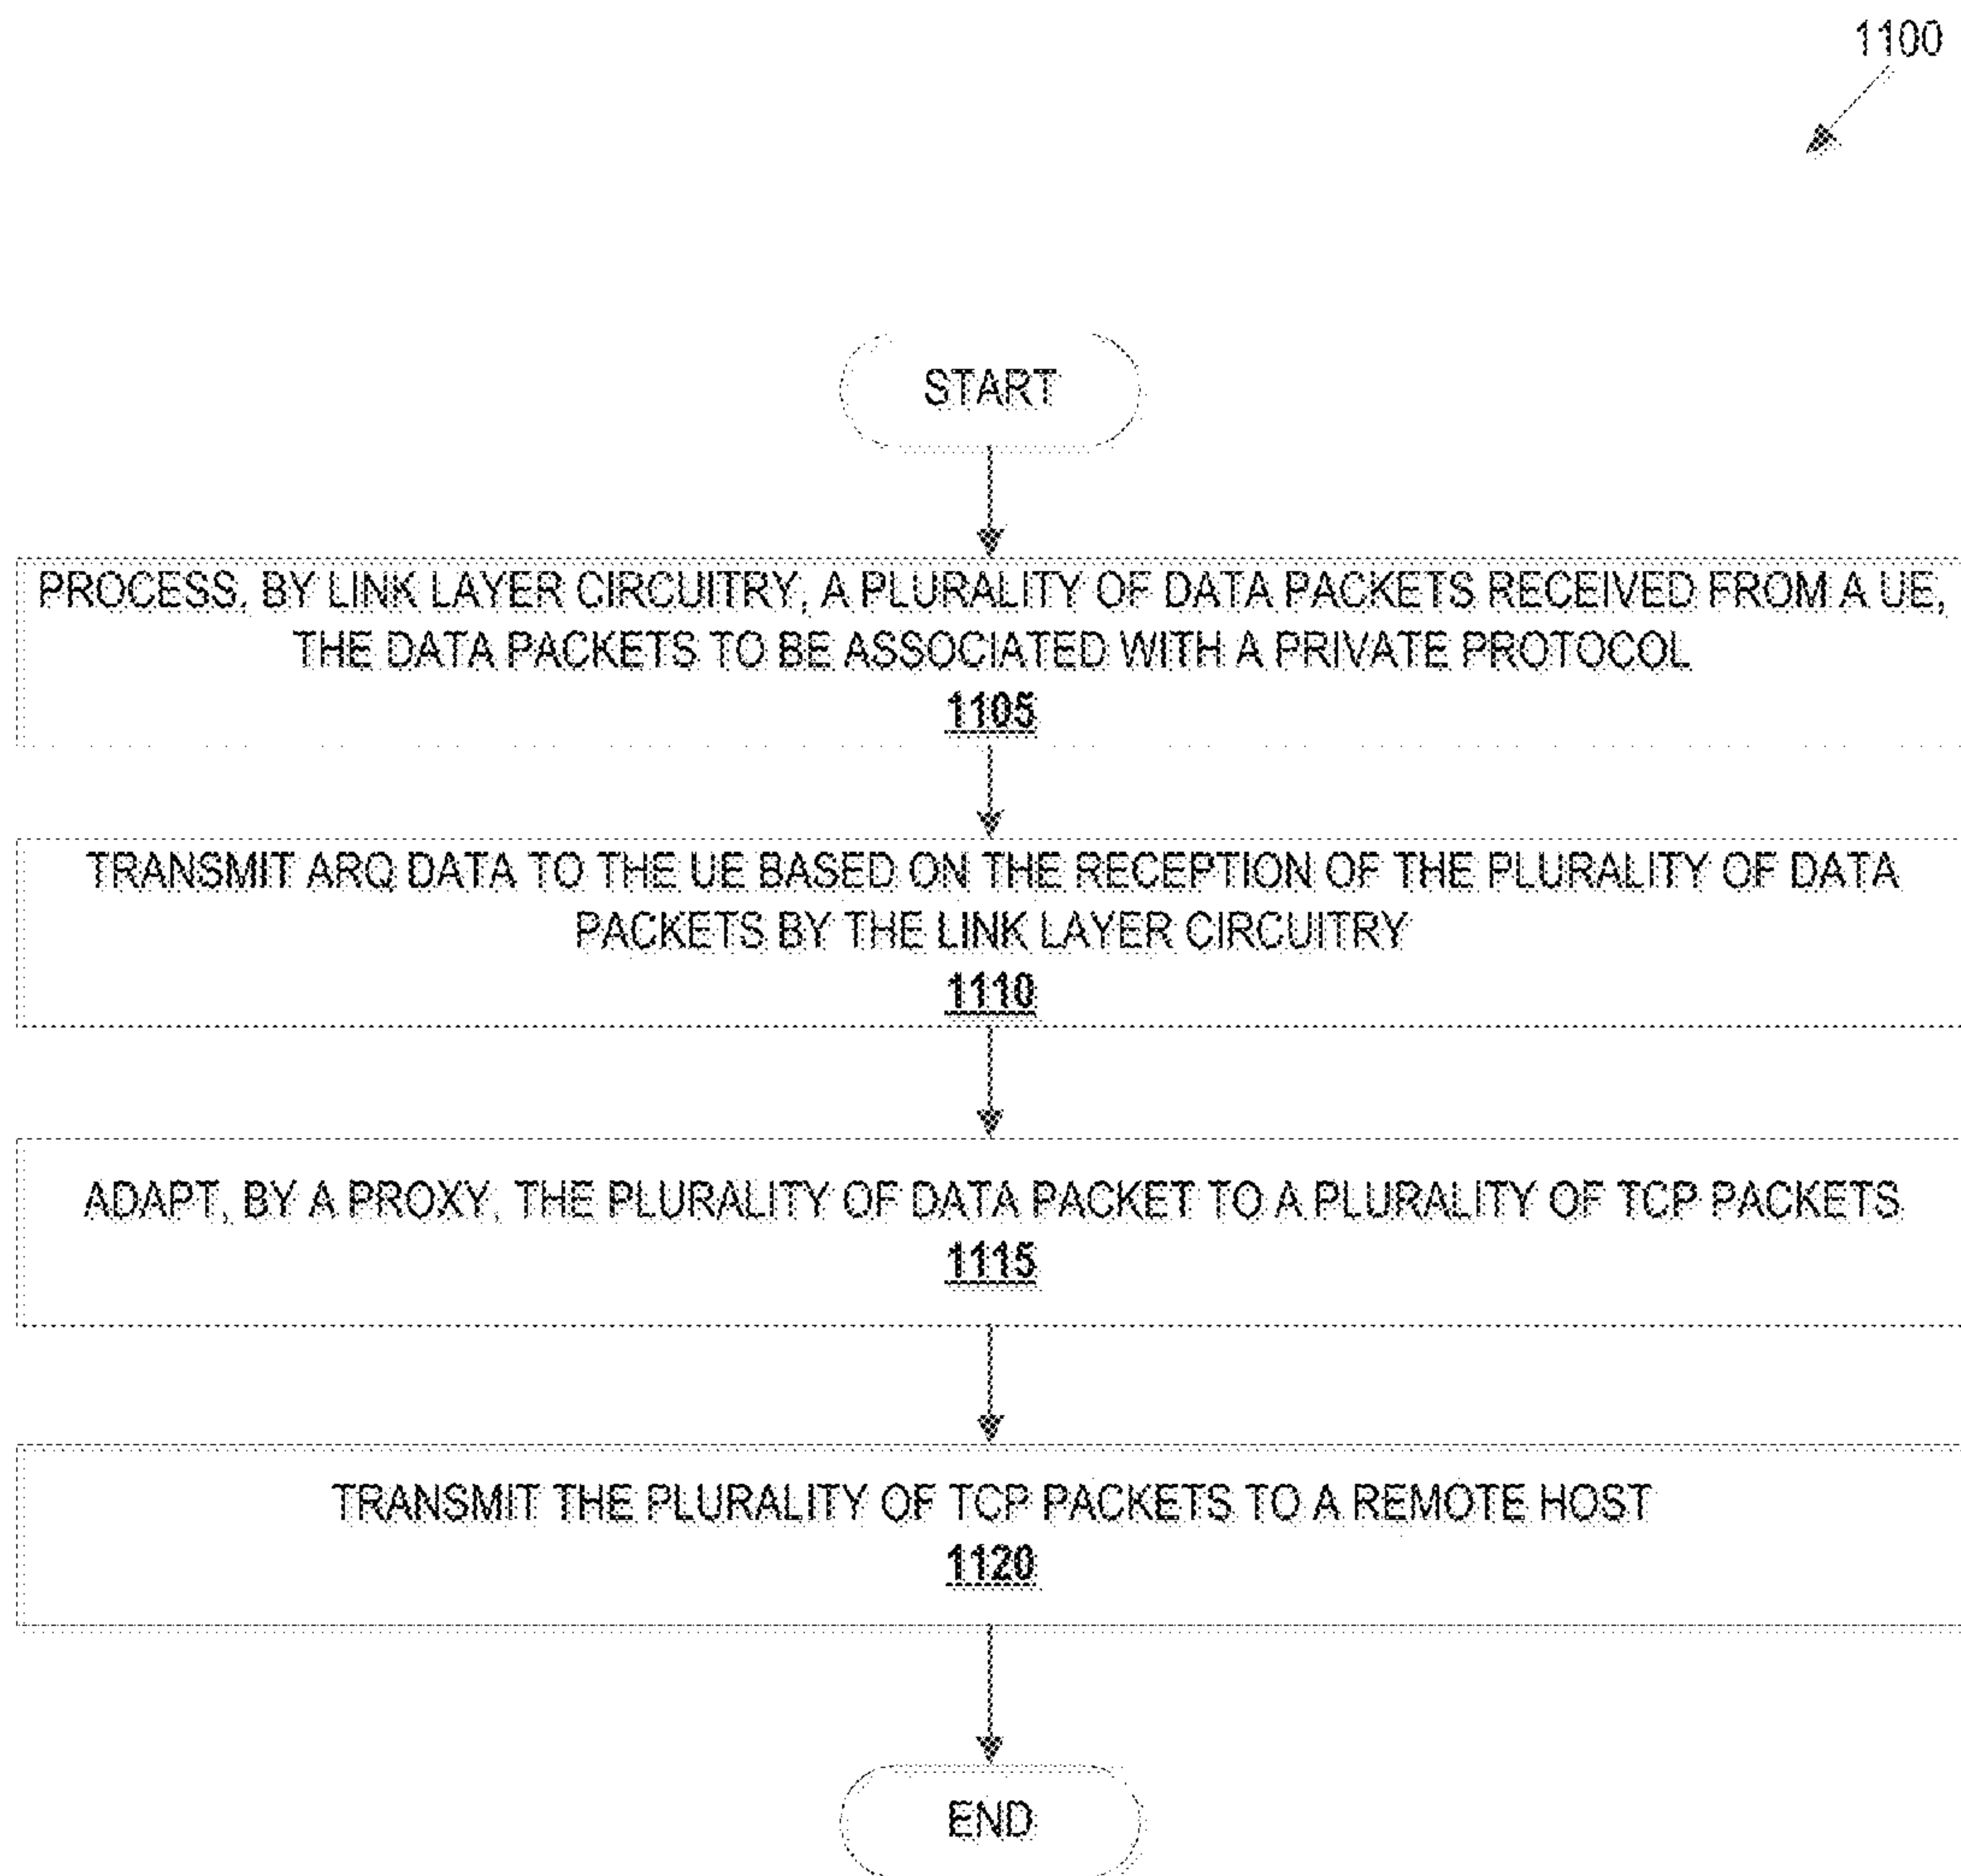 1100
START
PROCESS, BY LINK LAYER CIRCUITRY, A PLURALITY OF DATA PACKETS RECEIVED FROM A UE,
THE DATA PACKETS TO BE ASSOCIATED WITH A PRIVATE PROTOCOL
1105
TRANSMIT ARQ DATA TO THE UE BASED ON THE RECEPTION OF THE PLURALITY OF DATA
PACKETS BY THE LINK LAYER CIRCUITRY
1110
ADAPT, BY A PROXY, THE PLURALITY OF DATA PACKET TO A PLURALITY OF TCP PACKETS
1115
TRANSMIT THE PLURALITY OF TCP PACKETS TO A REMOTE HOST
1120
END